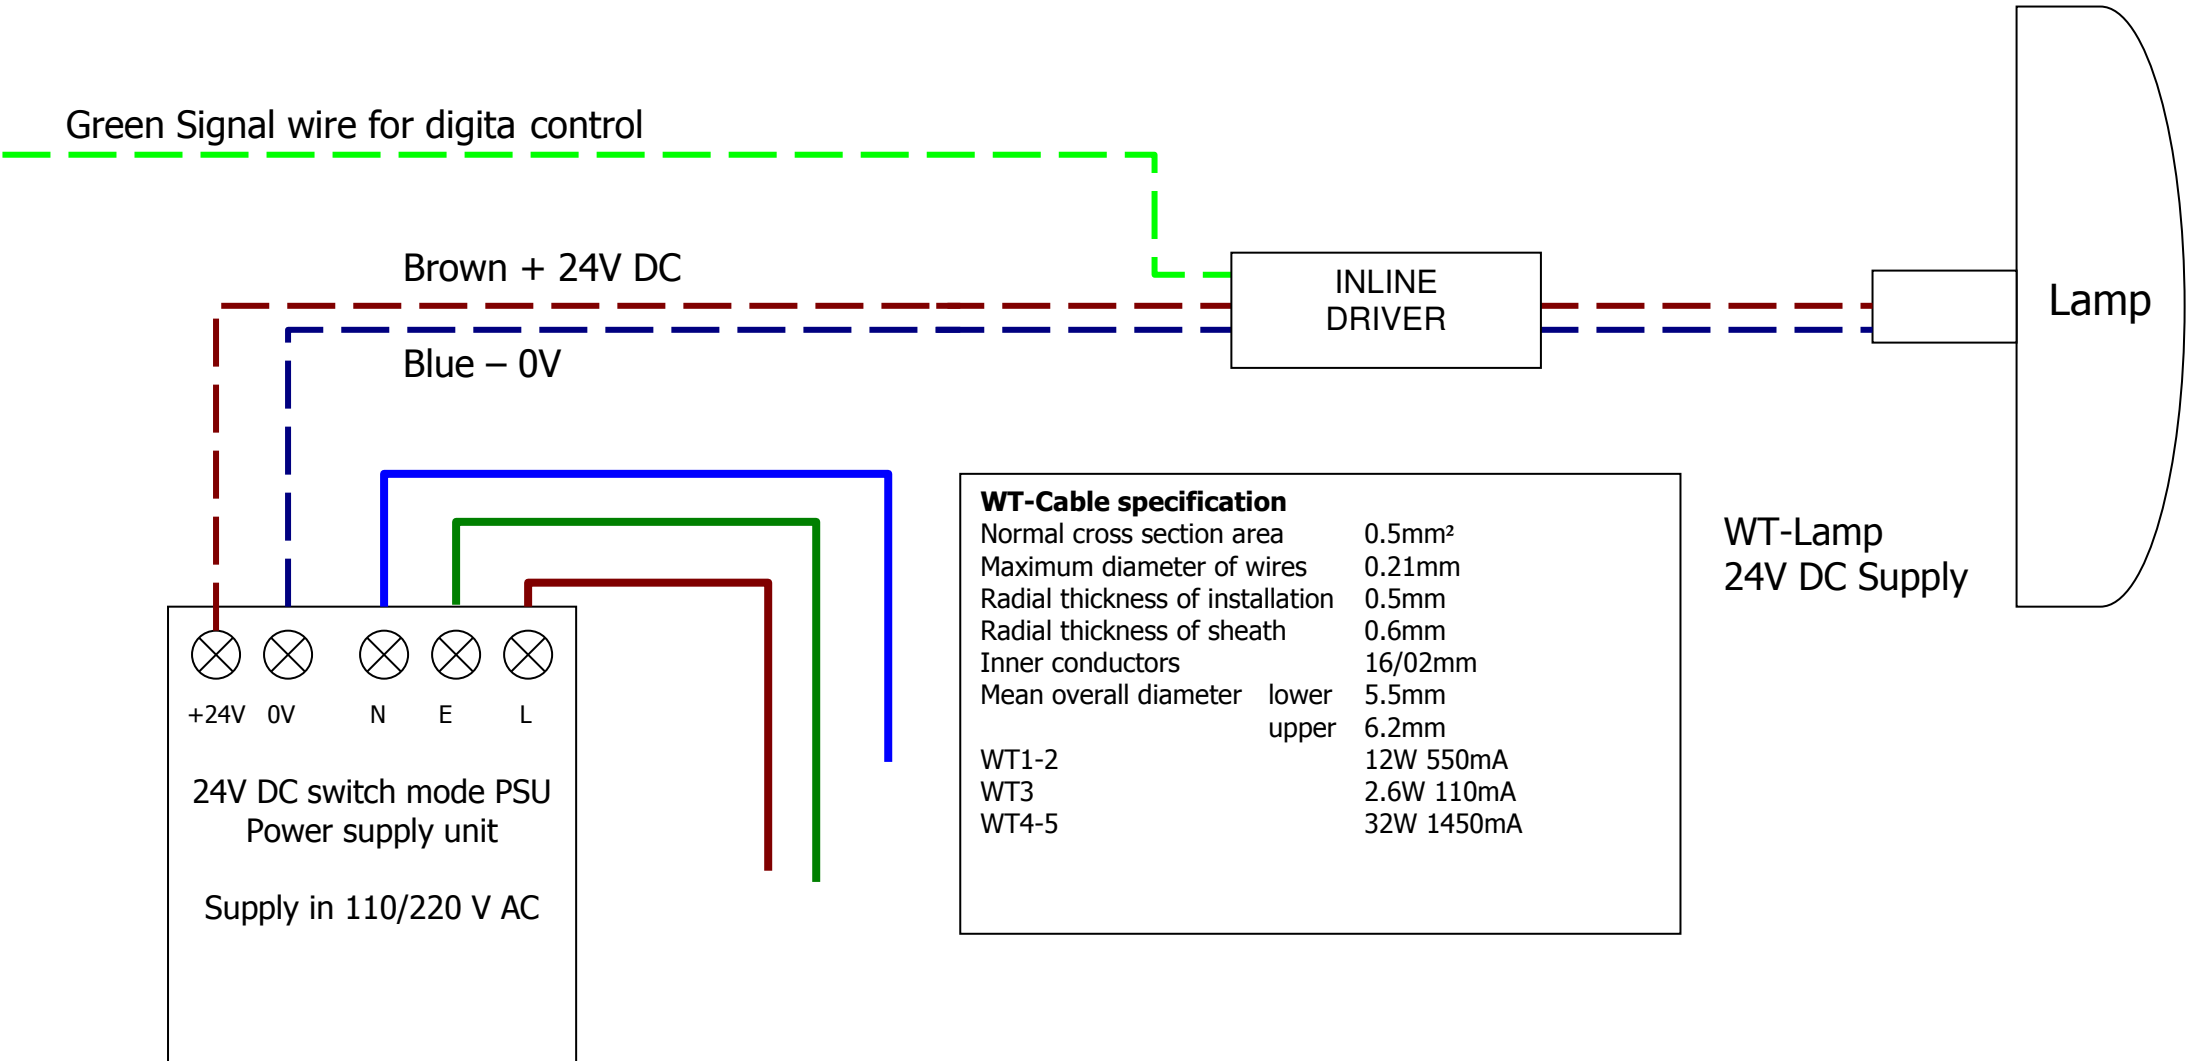 Green Signal wire for digita control
Brown + 24V DC
Blue – 0V
INLINE
DRIVER
Lamp
WT-Lamp
24V DC Supply
WT-Cable specification
Normal cross section area 0.5mm²
Maximum diameter of wires 0.21mm
Radial thickness of installation 0.5mm
Radial thickness of sheath 0.6mm
Inner conductors 16/02mm
Mean overall diameter lower 5.5mm
upper 6.2mm
WT1-2 12W 550mA
WT3 2.6W 110mA
WT4-5 32W 1450mA
+24V 0V N E L
24V DC switch mode PSU
Power supply unit
Supply in 110/220 V AC